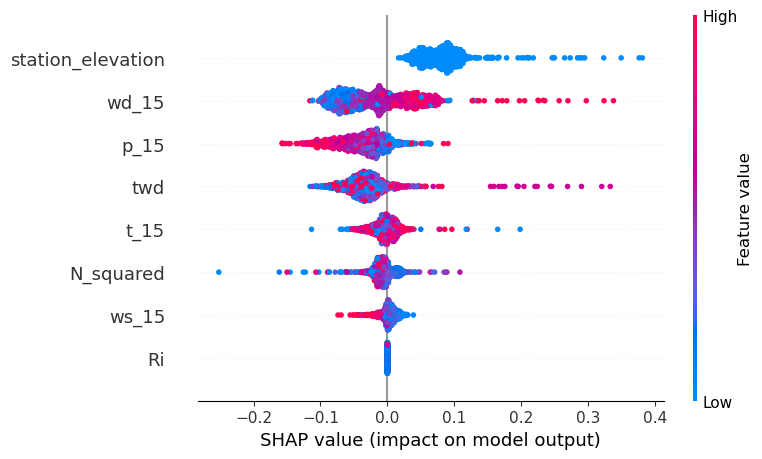 High
station_elevation
wd_15
p_15
twd
t_15
N_squared
ws_15
Ri
Feature value
Low
−0.2 −0.1 0.0 0.1 0.2 0.3 0.4
SHAP value (impact on model output)